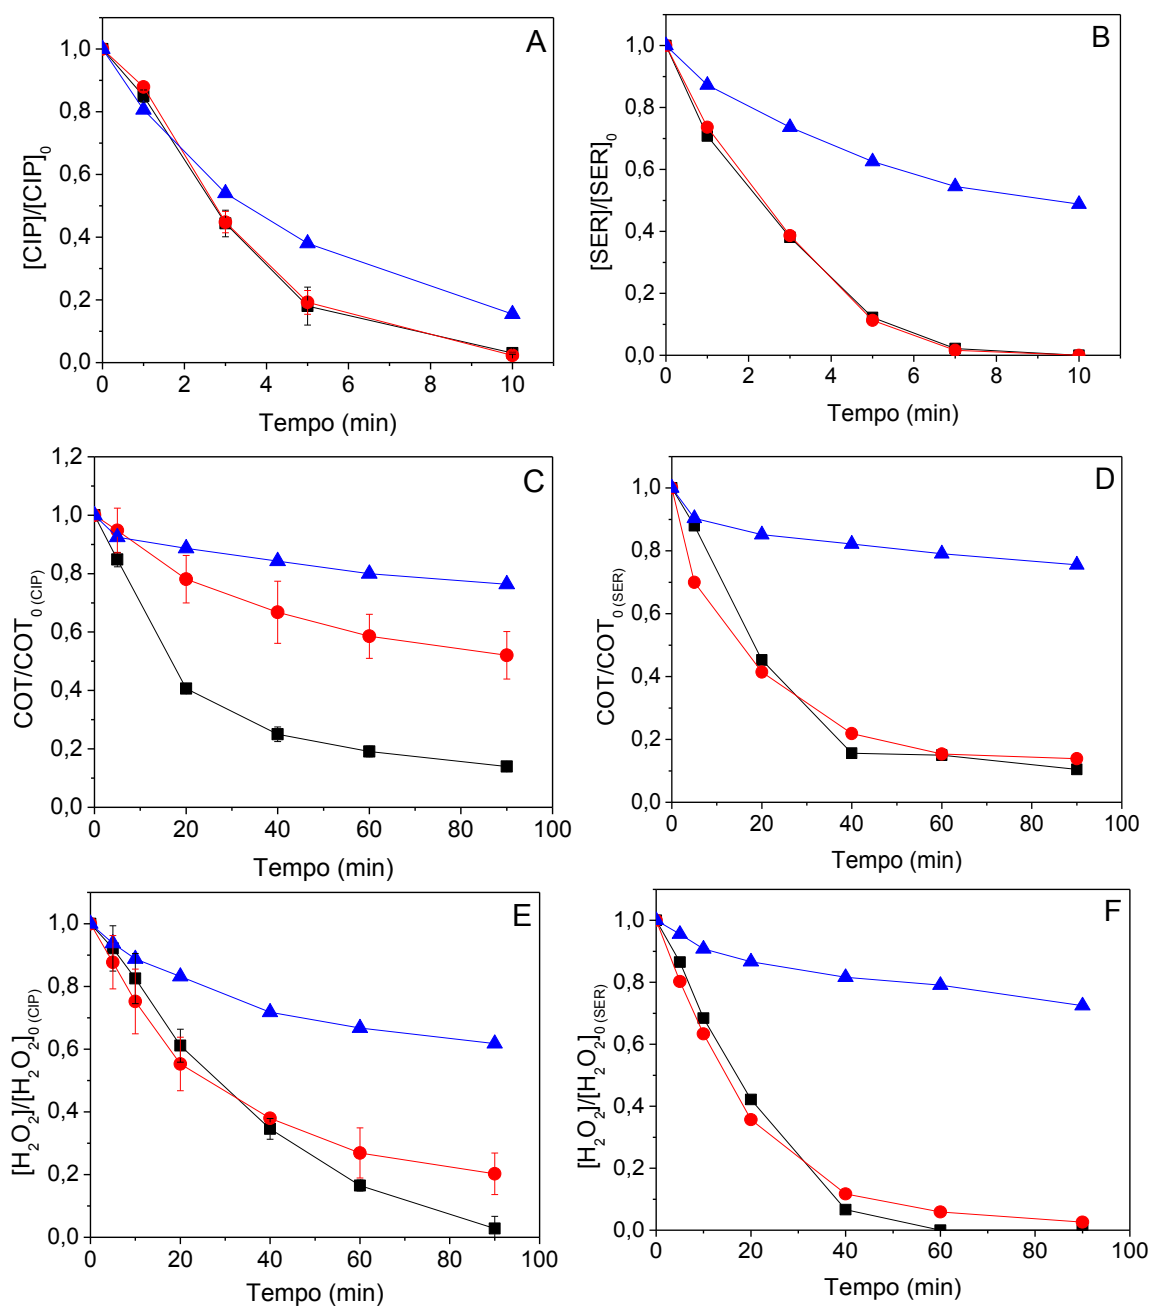 A
1,0
0,8
0,6
0,4
0,2
0,0
[CIP]/[CIP]₀
0 2 4 6 8 10
Tempo (min)
B
1,0
0,8
0,6
0,4
0,2
0,0
[SER]/[SER]₀
0 2 4 6 8 10
Tempo (min)
C
1,2
1,0
0,8
0,6
0,4
0,2
0,0
COT/COT₀ (CIP)
0 20 40 60 80 100
Tempo (min)
D
1,0
0,8
0,6
0,4
0,2
0,0
COT/COT₀ (SER)
0 20 40 60 80 100
Tempo (min)
E
1,0
0,8
0,6
0,4
0,2
0,0
[H₂O₂]/[H₂O₂]₀ (CIP)
0 20 40 60 80 100
Tempo (min)
F
1,0
0,8
0,6
0,4
0,2
0,0
[H₂O₂]/[H₂O₂]₀ (SER)
0 20 40 60 80 100
Tempo (min)